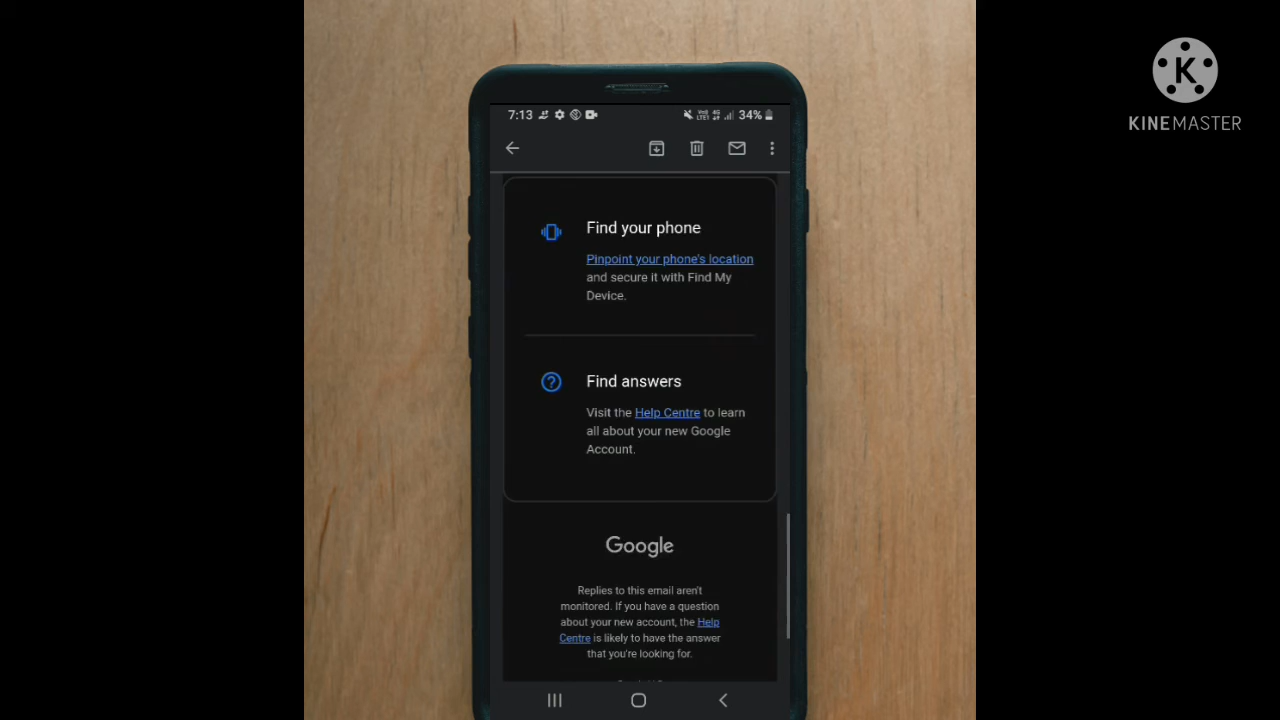 K
KINEMASTER
7:13
34%
Find your phone
Pinpoint your phone's location
and secure it with Find My
Device.
Find answers
Visit the Help Centre to learn
all about your new Google
Account.
Google
Replies to this email aren't
monitored. If you have a question
about your new account, the Help
Centre is likely to have the answer
that you're looking for.